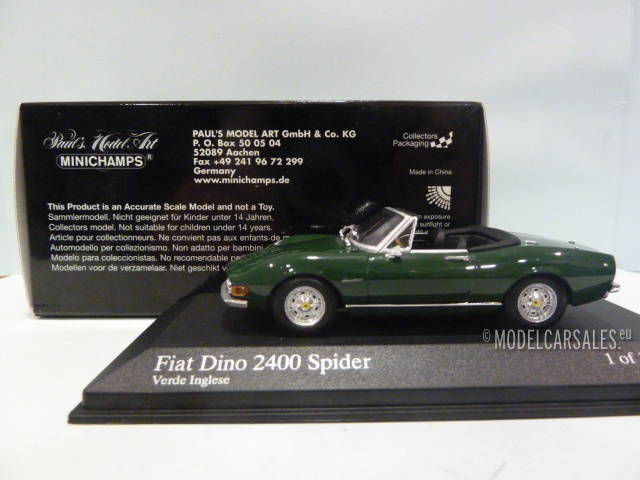 Paul's Model Art
MINICHAMPS®
PAUL'S MODEL ART GmbH & Co. KG
P. O. Box 50 05 04
52089 Aachen
Fax +49 241 96 72 299
Germany
www.minichamps.de
Collectors
Packaging
Made in China
exposure
sunlight or
This Product is an Accurate Scale Model and not a Toy.
Sammlermodell. Nicht geeignet für Kinder unter 14 Jahren.
Collectors model. Not suitable for children under 14 years.
Article pour collectionneurs. Ne convient pas aux enfants de
Automodello per collezionismo. Non adatto per bambini
Modelo para coleccionistas. No recomendable
Modellen voor de verzamelaar. Niet geschikt
© MODELCARSALES.eu
Fiat Dino 2400 Spider
Verde Inglese
1 of